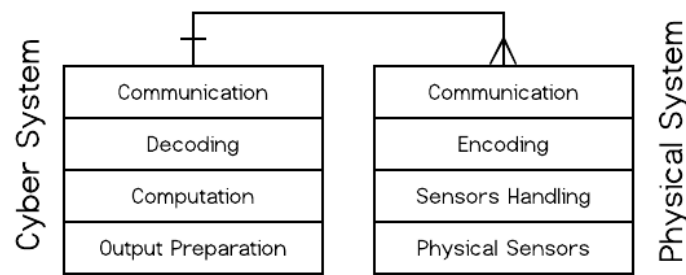 Cyber System
Communication
Decoding
Computation
Output Preparation
Communication
Encoding
Sensors Handling
Physical Sensors
Physical System